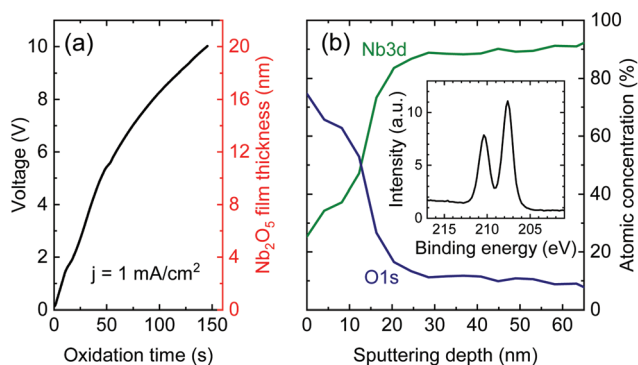 (a)
10
8
6
4
2
0
Voltage (V)
0
50
100
150
Oxidation time (s)
j = 1 mA/cm²
20
16
12
8
4
0
Nb₂O₅ film thickness (nm)
(b)
Nb3d
O1s
0
10
20
30
40
50
60
Sputtering depth (nm)
100
80
60
40
20
0
Atomic concentration (%)
10
5
0
Intensity (a.u.)
215
210
205
Binding energy (eV)